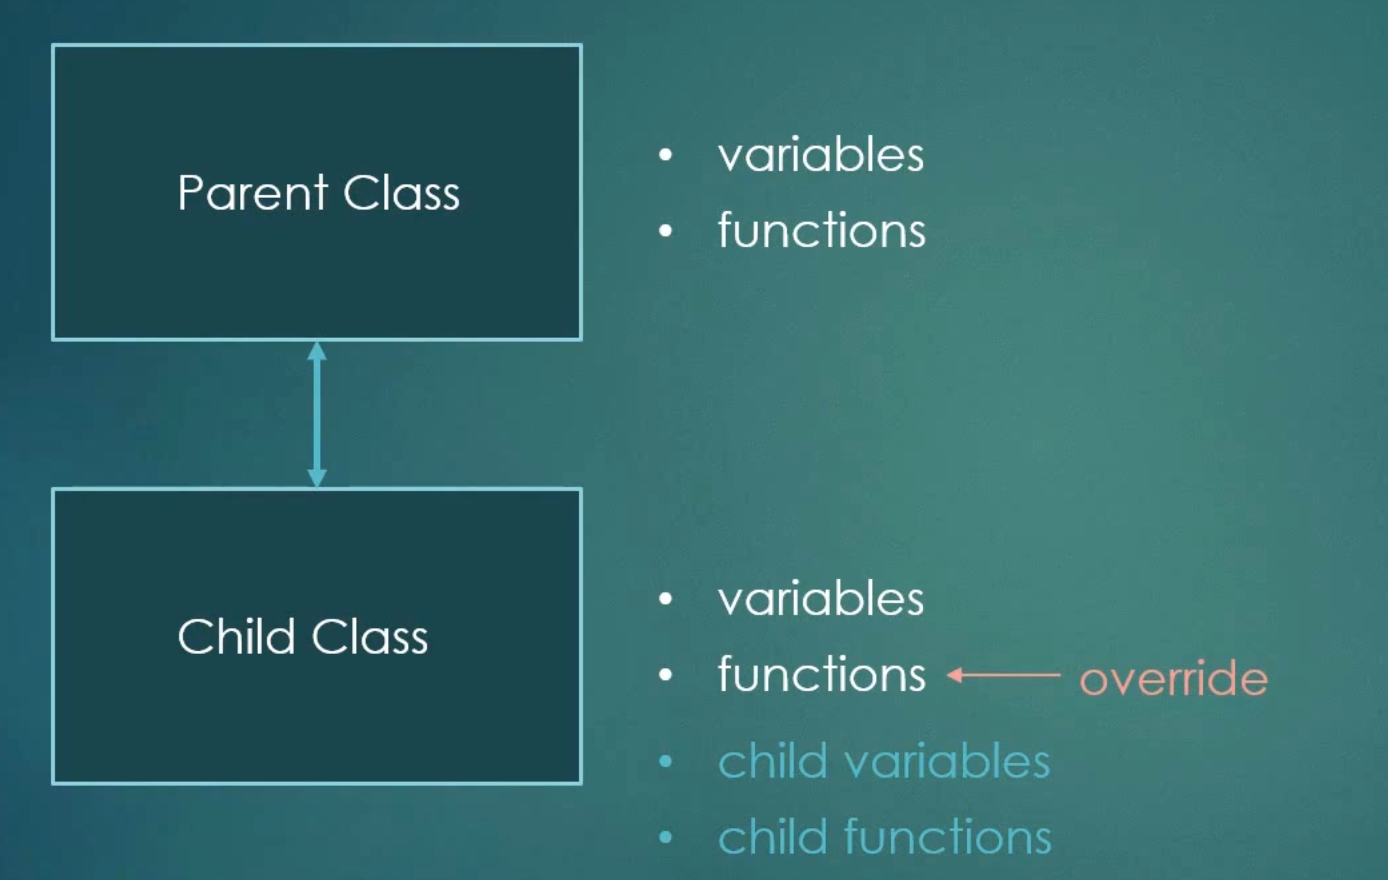 Parent Class
• variables
• functions
Child Class
• variables
• functions
override
• child variables
• child functions